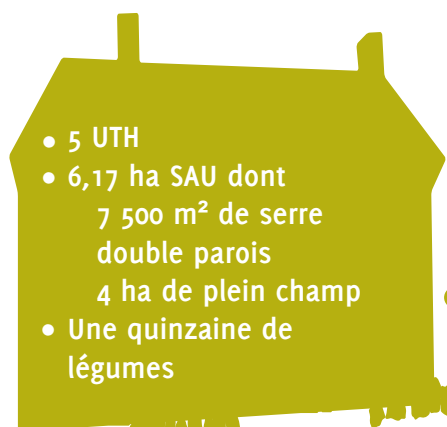 • 5 UTH
• 6,17 ha SAU dont
7 500 m² de serre
double parois
4 ha de plein champ
• Une quinzaine de
légumes